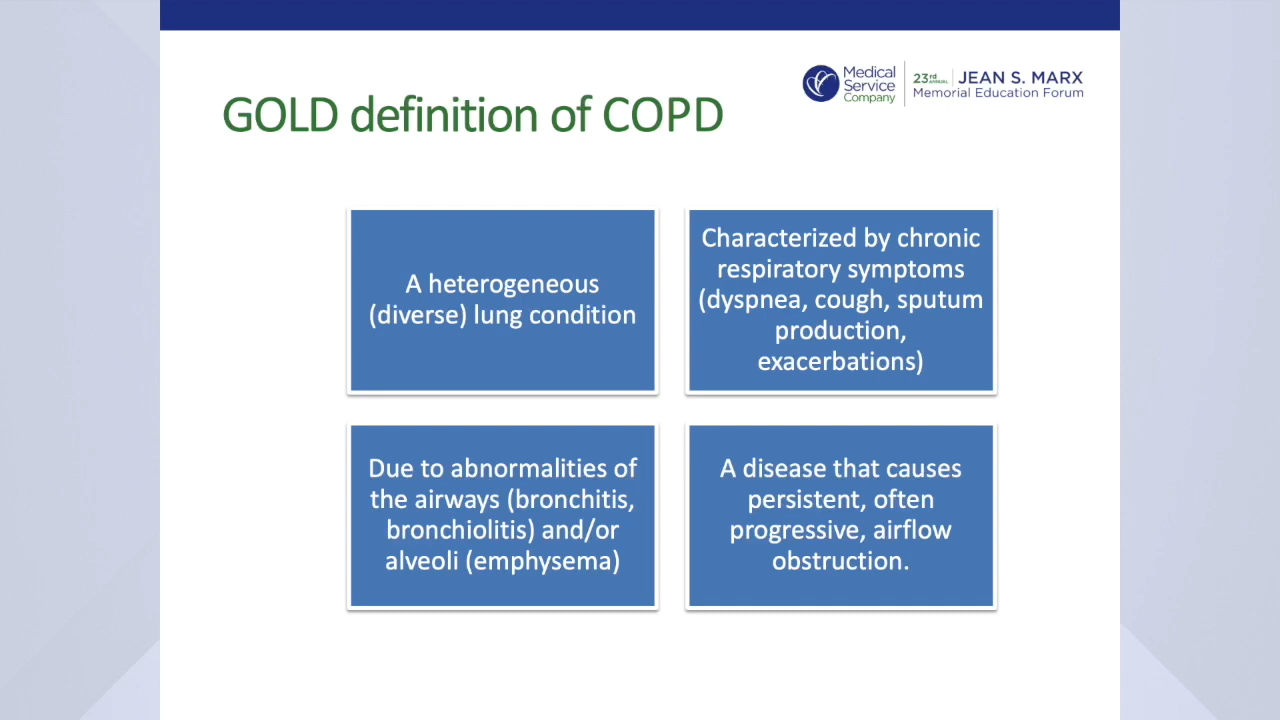 Medical
Service
Company
23rd ANNUAL
JEAN S. MARX
Memorial Education Forum
GOLD definition of COPD
A heterogeneous
(diverse) lung condition
Characterized by chronic
respiratory symptoms
(dyspnea, cough, sputum
production,
exacerbations)
Due to abnormalities of
the airways (bronchitis,
bronchiolitis) and/or
alveoli (emphysema)
A disease that causes
persistent, often
progressive, airflow
obstruction.